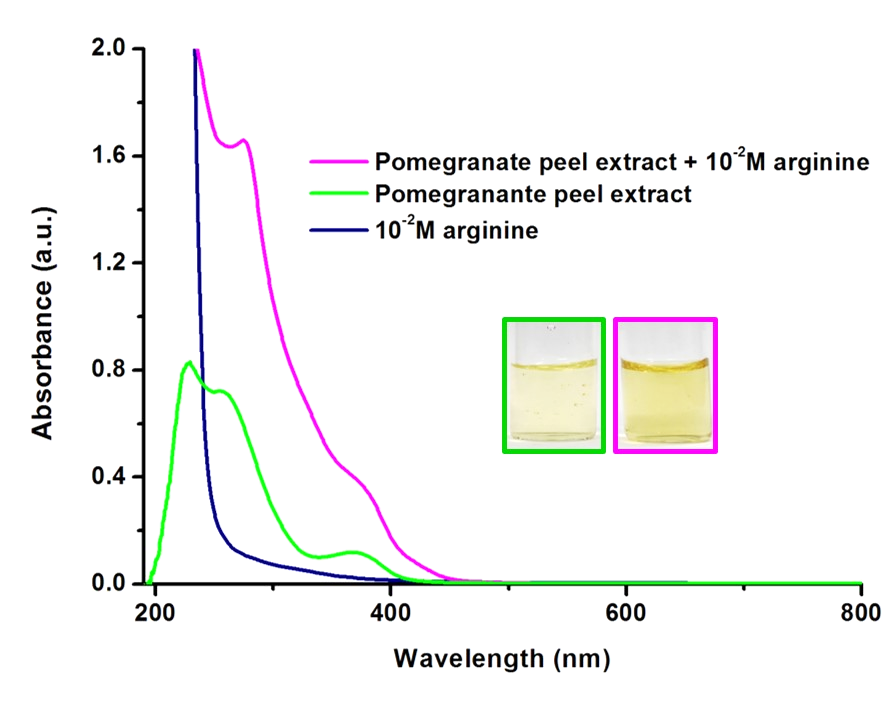 2.0
1.6
1.2
0.8
0.4
0.0
Absorbance (a.u.)
Pomegranate peel extract + 10⁻²M arginine
Pomegranante peel extract
10⁻²M arginine
200 400 600 800
Wavelength (nm)